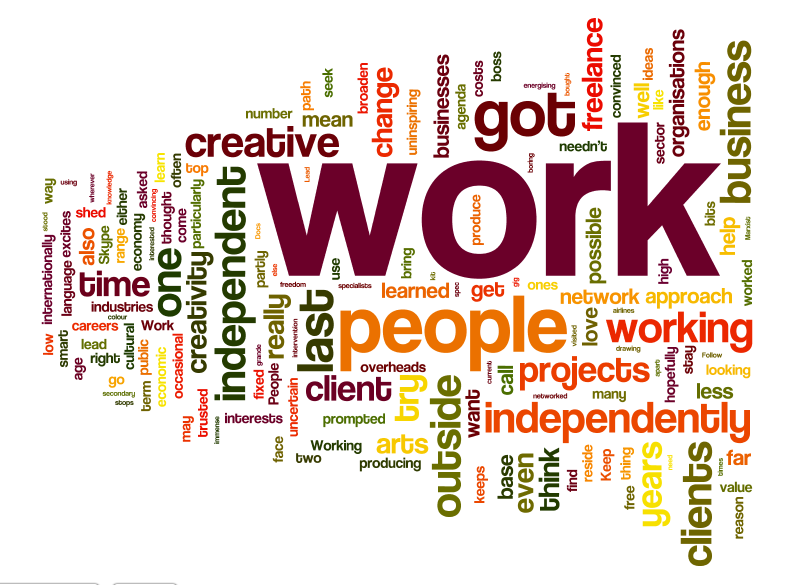 work
people
got
creative
business
independent
independently
working
last
outside
clients
client
projects
one
time
creativity
years
try
really
freelance
change
organisations
businesses
enough
well
ideas
like
convinced
sector
needn't
boring
energising
bought
boss
costs
agenda
uninspiring
broaden
seek
path
mean
number
Lead
top
often
learn
particularly
come
thought
convincing
interested
asked
economy
either
range
Skype
knowledge
wherever
also
shed
using
way
stood
excites
language
internationally
industries
colour
careers
Work
low
smart
age
lead
right
cultural
go
public
term
economic
secondary
stops
occasional
may
trusted
immense
fixed
grande
People
Docs
partly
else
freedom
specialists
use
bring
kit
learned
spec
get
gig
ones
produce
possible
high
bits
help
Marxist
worked
network
approach
airlines
love
visited
drawing
Intervention
overheads
uncertain
interests
prompted
face
Working
two
arts
producing
current
call
want
networked
many
spark
hopefully
stay
Follow
looking
less
keeps
base
even
think
find
reside
Keep
thing
free
need
times
far
value
reason